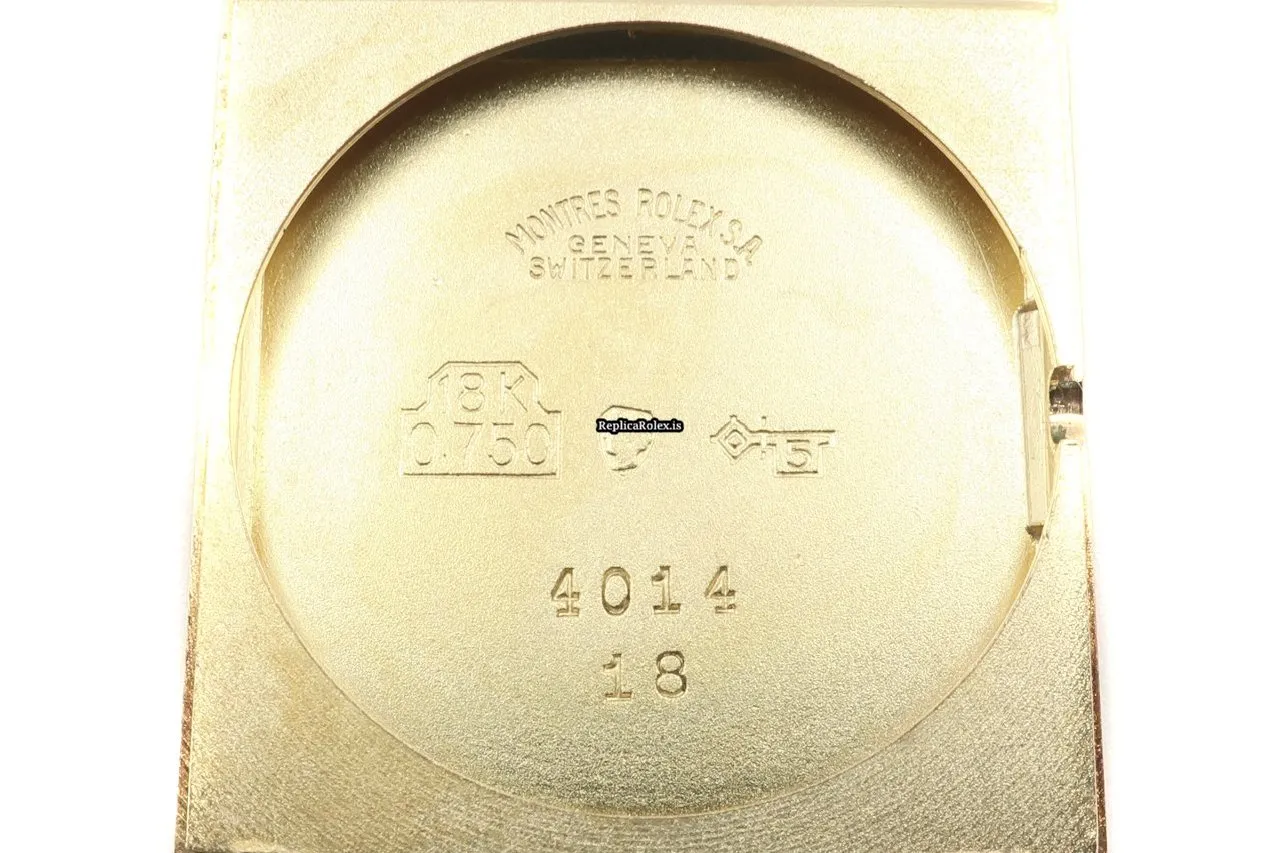 MONTRES ROLEX S.A.
GENEVA
SWITZERLAND
18K
0.750
ReplicaRolex.is
5
4014
18